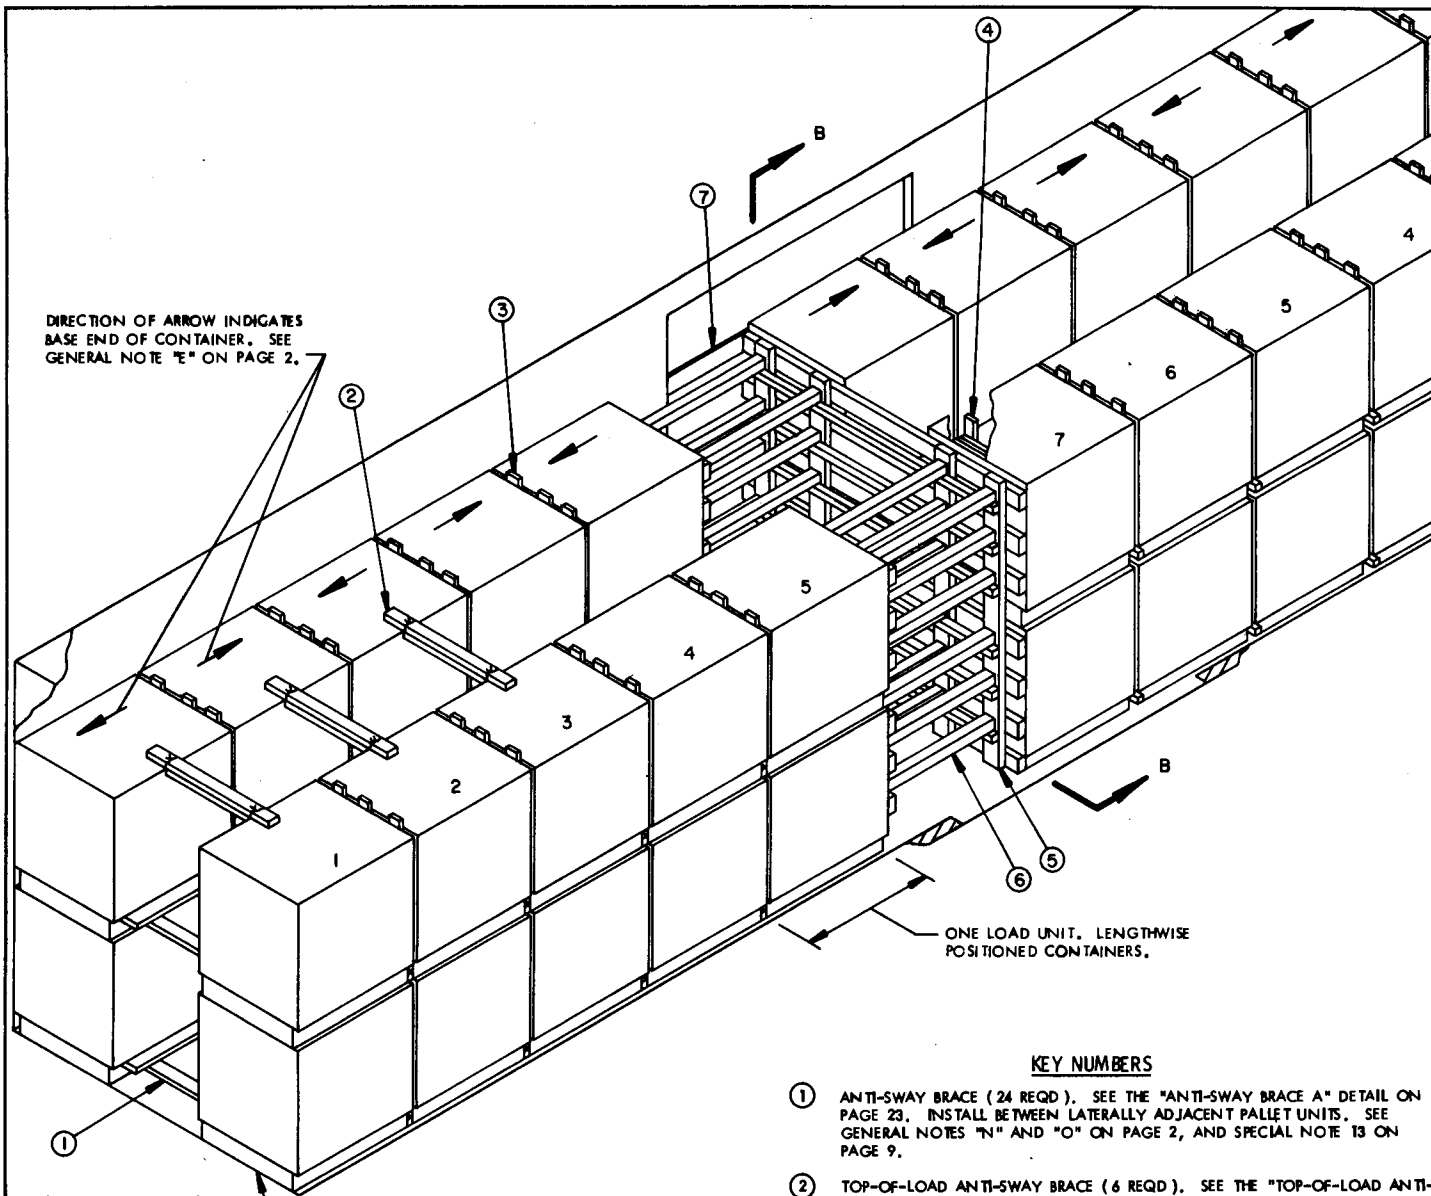 4
B
7
4
3
5
DIRECTION OF ARROW INDICATES
BASE END OF CONTAINER. SEE
GENERAL NOTE "E" ON PAGE 2.
6
2
7
5
4
3
B
2
5
1
6
ONE LOAD UNIT. LENGTHWISE
POSITIONED CONTAINERS.
KEY NUMBERS
1 ANTI-SWAY BRACE (24 REQD). SEE THE "ANTI-SWAY BRACE A" DETAIL ON
PAGE 23. INSTALL BETWEEN LATERALLY ADJACENT PALLET UNITS. SEE
GENERAL NOTES "N" AND "O" ON PAGE 2, AND SPECIAL NOTE 13 ON
PAGE 9.
1
2 TOP-OF-LOAD ANTI-SWAY BRACE (6 REQD). SEE THE "TOP-OF-LOAD ANTI-